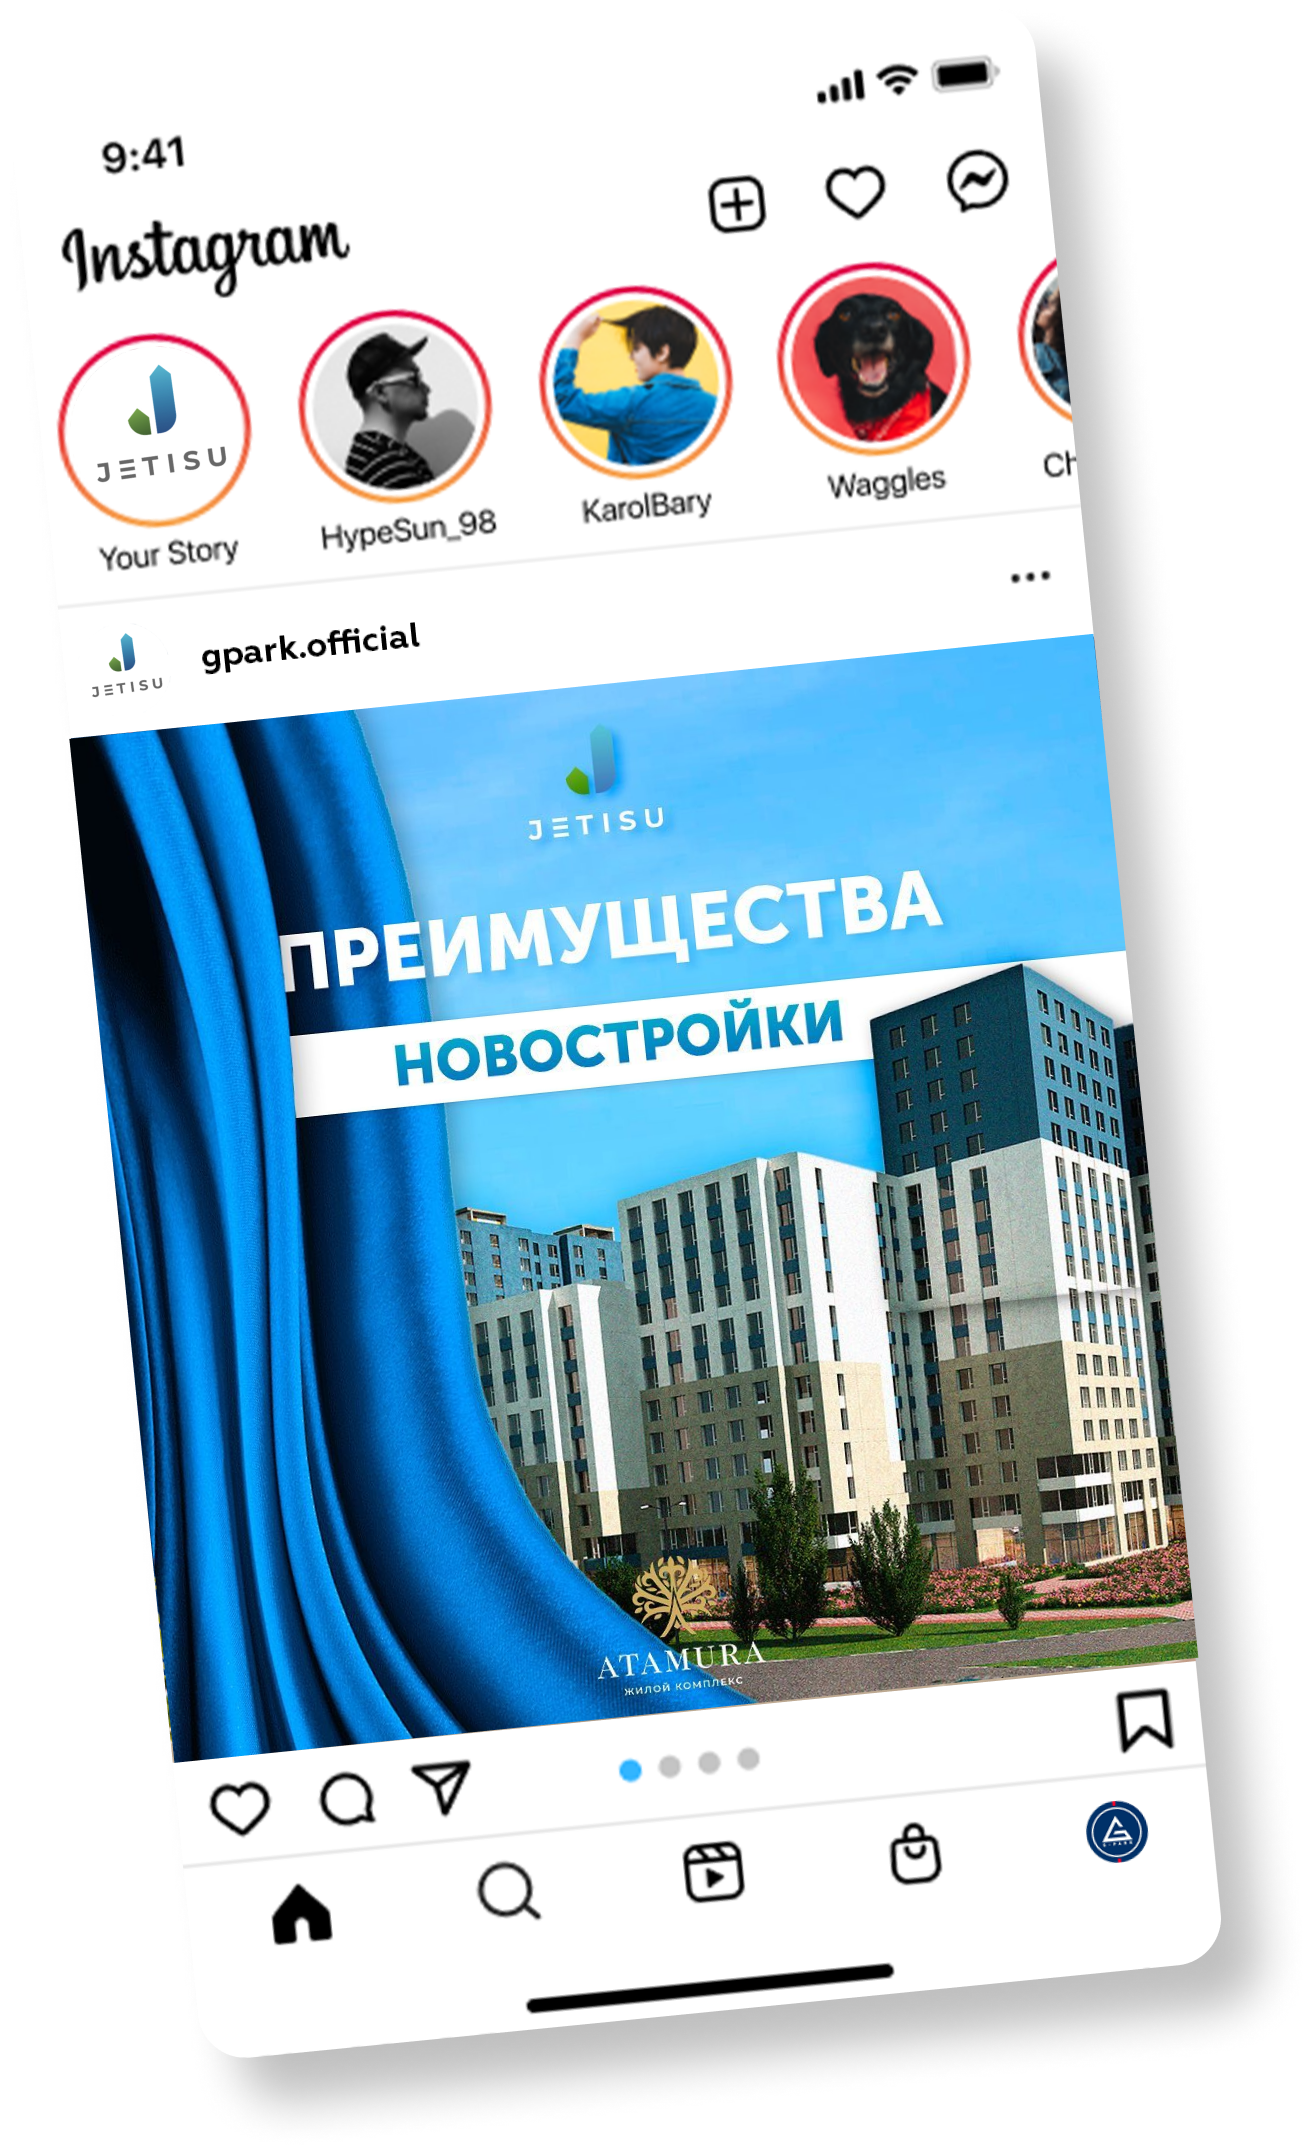 9:41
Instagram
JETISU
Your Story
HypeSun_98
KarolBary
Waggles
Ch
JETISU
gpark.official
JETISU
ПРЕИМУЩЕСТВА
НОВОСТРОЙКИ
ATAMURA
ЖИЛОЙ КОМПЛЕКС
G-PARK